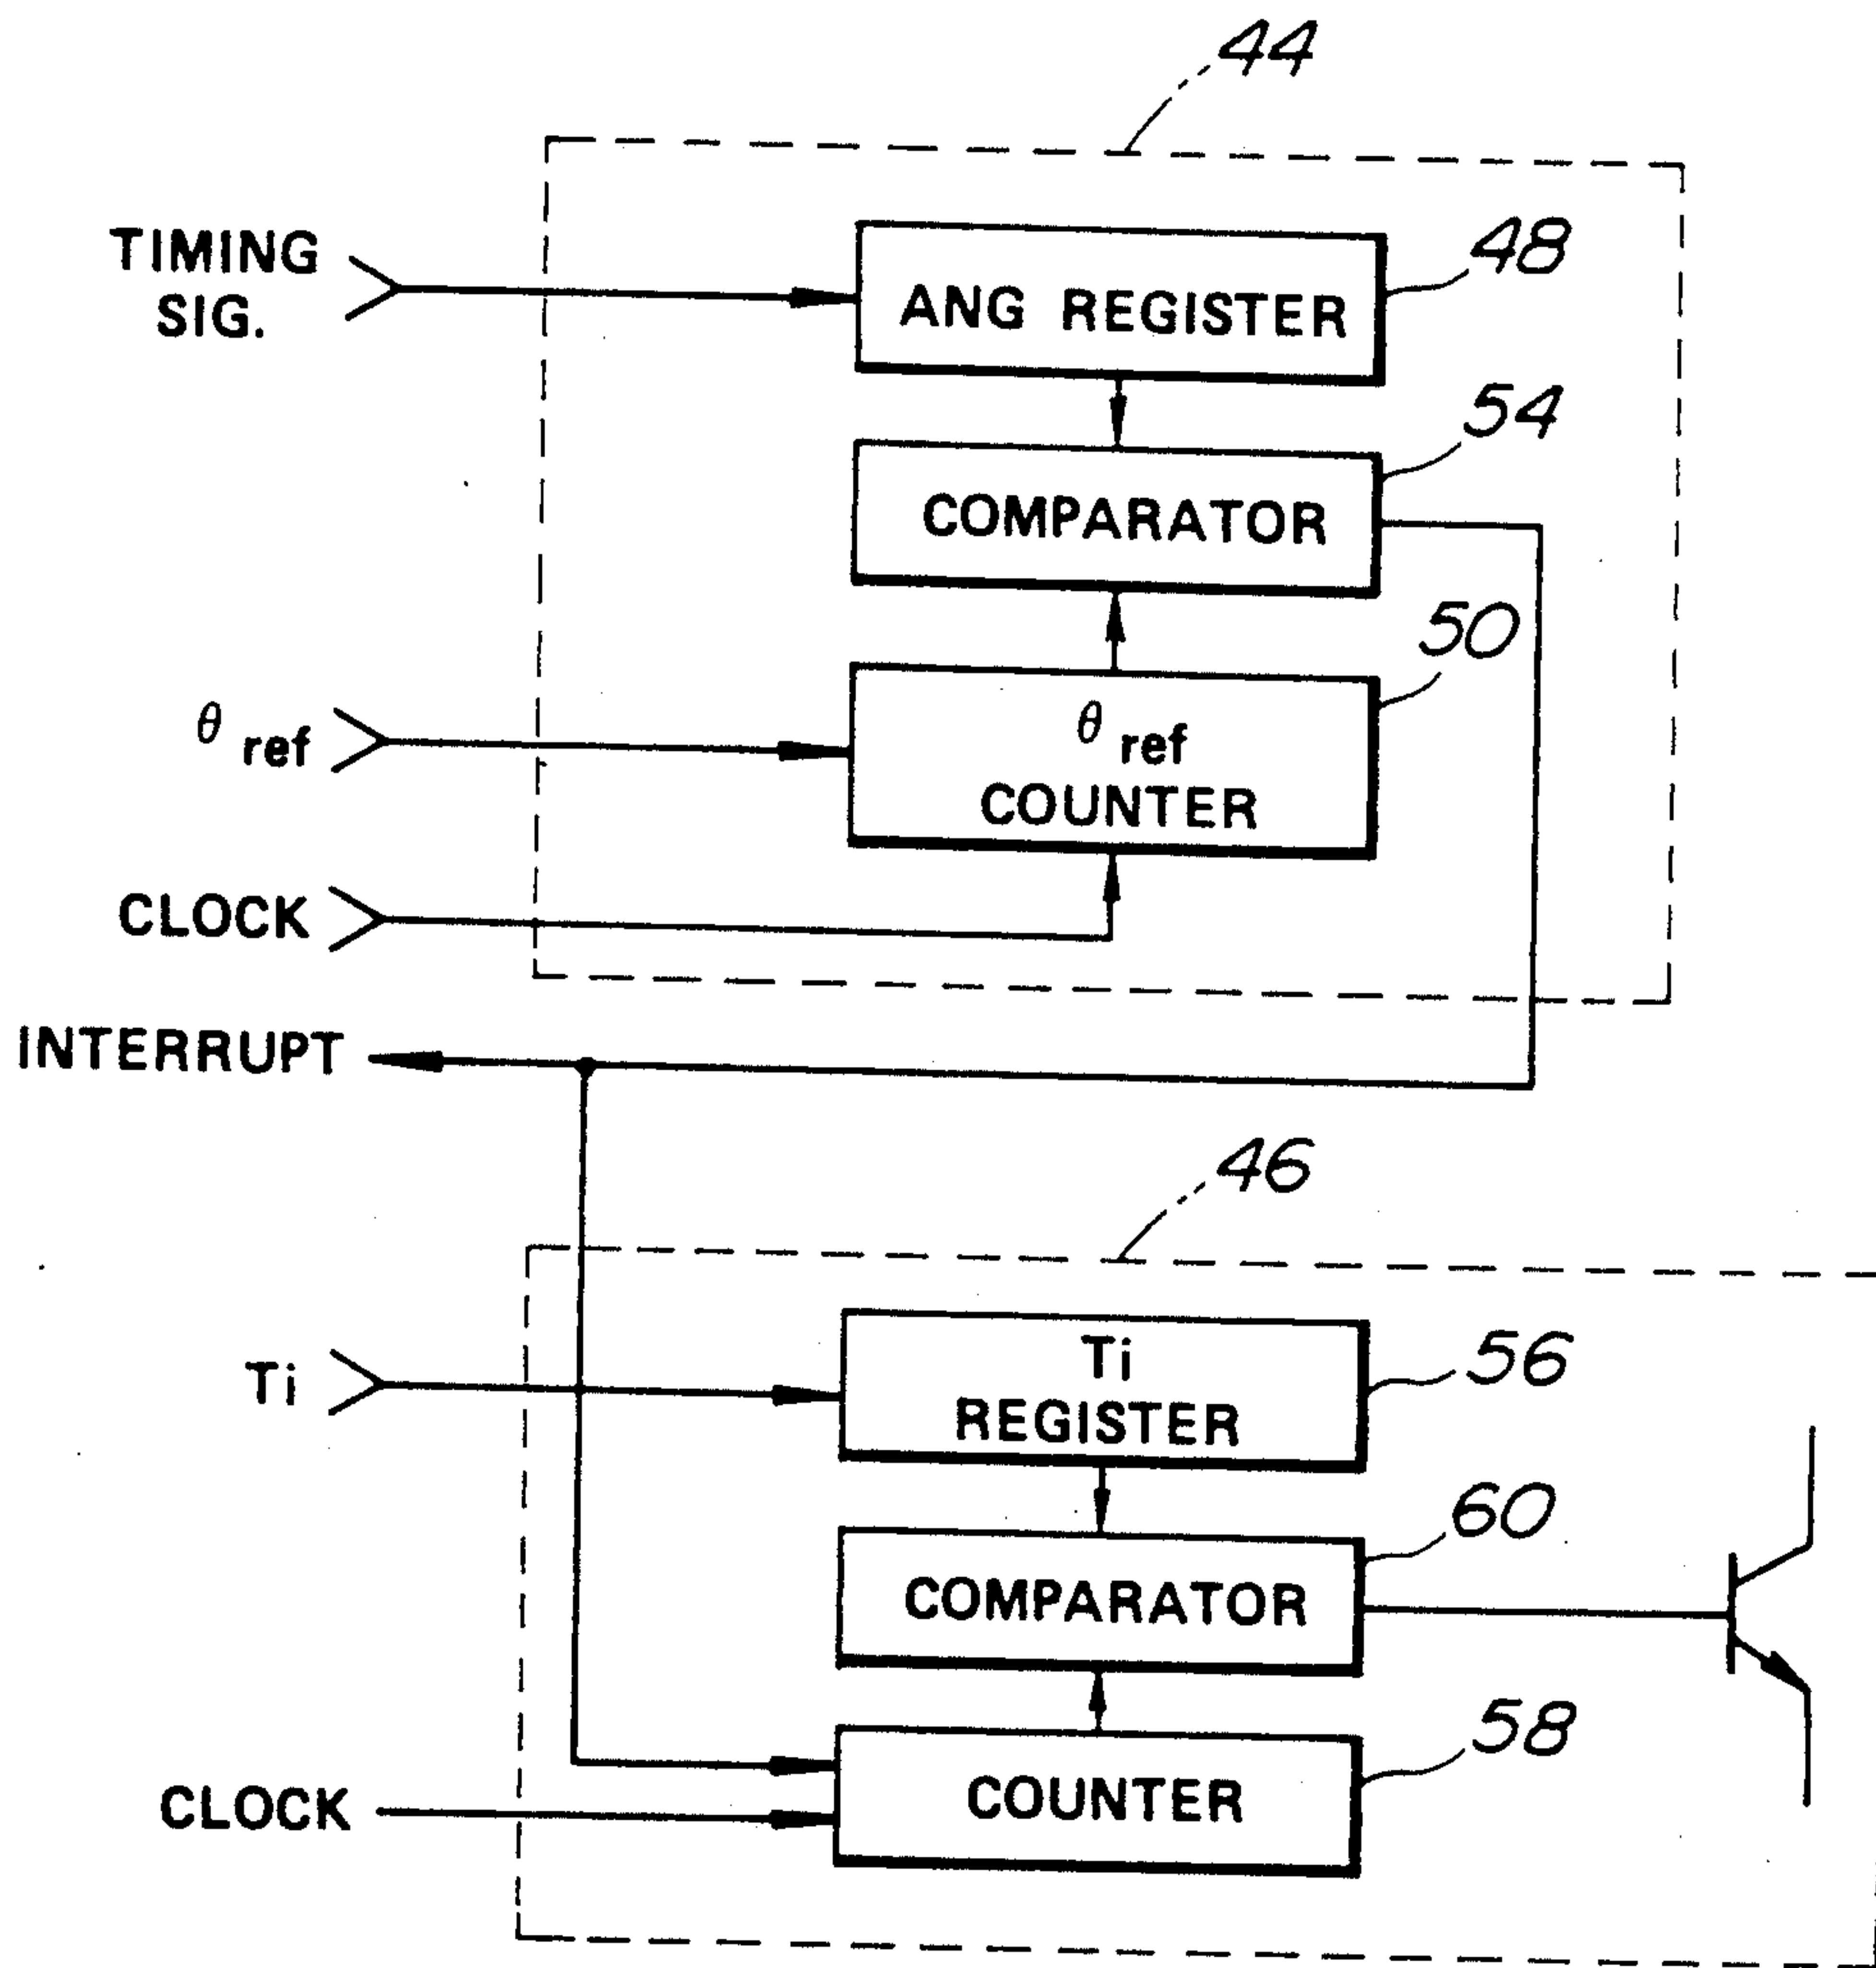 44
TIMING
SIG.
ANG REGISTER
48
COMPARATOR
54
θ ref
θ ref
COUNTER
50
CLOCK
INTERRUPT
46
Ti
Ti
REGISTER
56
COMPARATOR
60
COUNTER
58
CLOCK